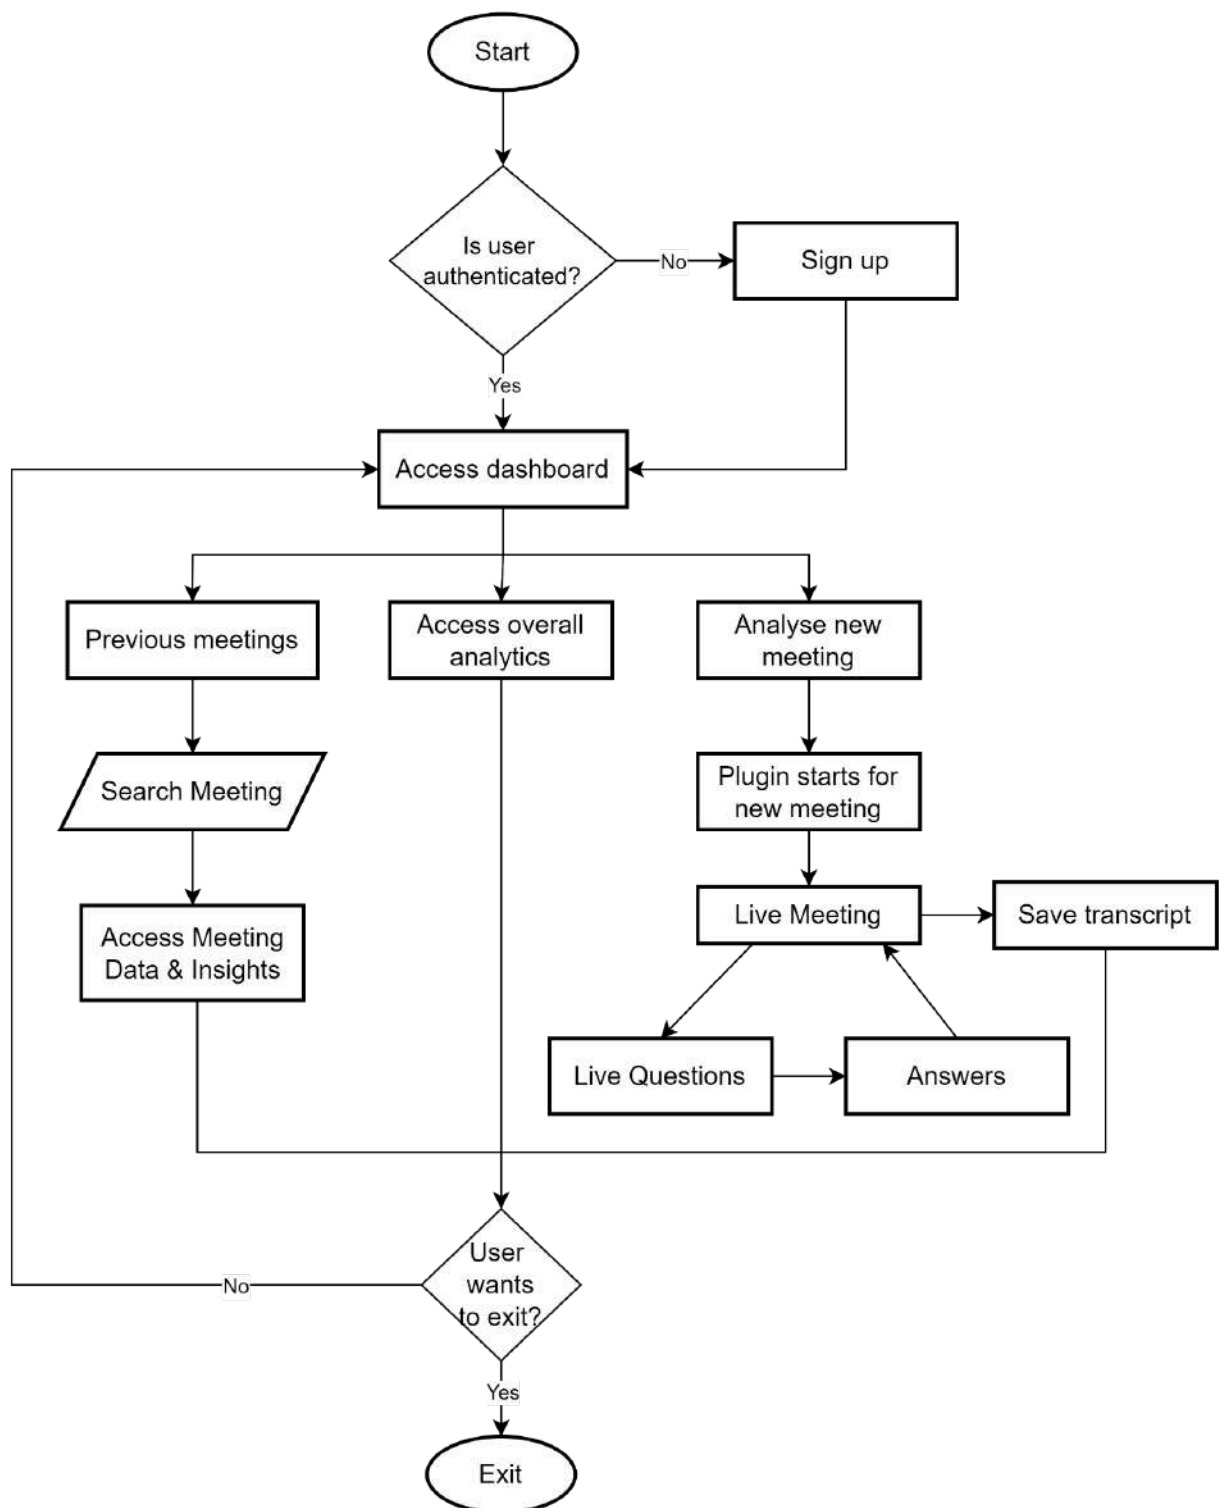 Start
Is user
authenticated?
No
Sign up
Yes
Access dashboard
Previous meetings
Access overall
analytics
Analyse new
meeting
Search Meeting
Plugin starts for
new meeting
Access Meeting
Data & Insights
Live Meeting
Save transcript
Live Questions
Answers
User
wants
to exit?
No
Yes
Exit